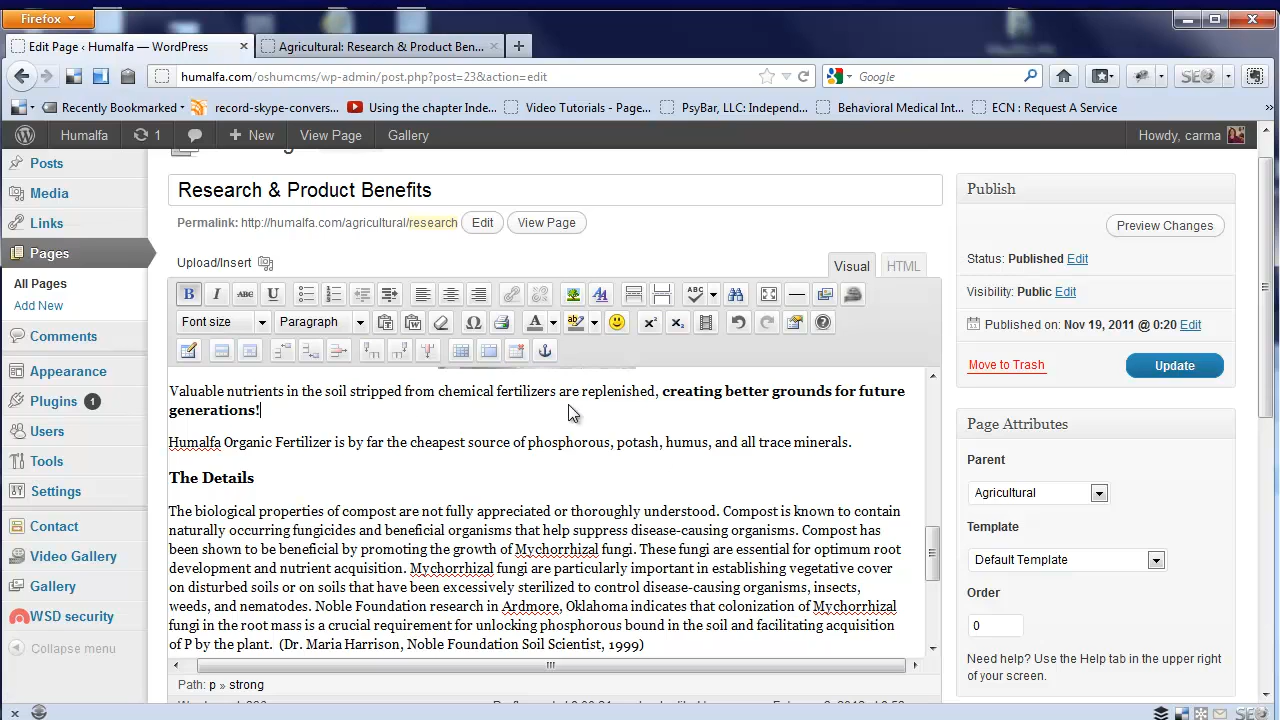 Firefox
Edit Page ‹ Humalfa — WordPress
Agricultural: Research & Product Ben...
humalfa.com/oshumcms/wp-admin/post.php?post=23&action=edit
Google
SEO
Recently Bookmarked
record-skype-convers...
Using the chapter Inde...
Video Tutorials - Page...
PsyBar, LLC: Independ...
Behavioral Medical Int...
ECN : Request A Service
Humalfa
1
New
View Page
Gallery
Howdy, carma
Posts
Media
Links
Pages
All Pages
Add New
Comments
Appearance
Plugins 1
Users
Tools
Settings
Contact
Video Gallery
Gallery
WSD security
Collapse menu
Research & Product Benefits
Permalink: http://humalfa.com/agricultural/research Edit View Page
Upload/Insert
Visual HTML
B I ABC U
ABC
Font size Paragraph
Valuable nutrients in the soil stripped from chemical fertilizers are replenished, creating better grounds for future
generations!
Humalfa Organic Fertilizer is by far the cheapest source of phosphorous, potash, humus, and all trace minerals.
The Details
The biological properties of compost are not fully appreciated or thoroughly understood. Compost is known to contain
naturally occurring fungicides and beneficial organisms that help suppress disease-causing organisms. Compost has
been shown to be beneficial by promoting the growth of Mychorrhizal fungi. These fungi are essential for optimum root
development and nutrient acquisition. Mychorrhizal fungi are particularly important in establishing vegetative cover
on disturbed soils or on soils that have been excessively sterilized to control disease-causing organisms, insects,
weeds, and nematodes. Noble Foundation research in Ardmore, Oklahoma indicates that colonization of Mychorrhizal
fungi in the root mass is a crucial requirement for unlocking phosphorous bound in the soil and facilitating acquisition
of P by the plant. (Dr. Maria Harrison, Noble Foundation Soil Scientist, 1999)
Path: p » strong
Publish
Preview Changes
Status: Published Edit
Visibility: Public Edit
Published on: Nov 19, 2011 @ 0:20 Edit
Move to Trash
Update
Page Attributes
Parent
Agricultural
Template
Default Template
Order
0
Need help? Use the Help tab in the upper right
of your screen.
SEO